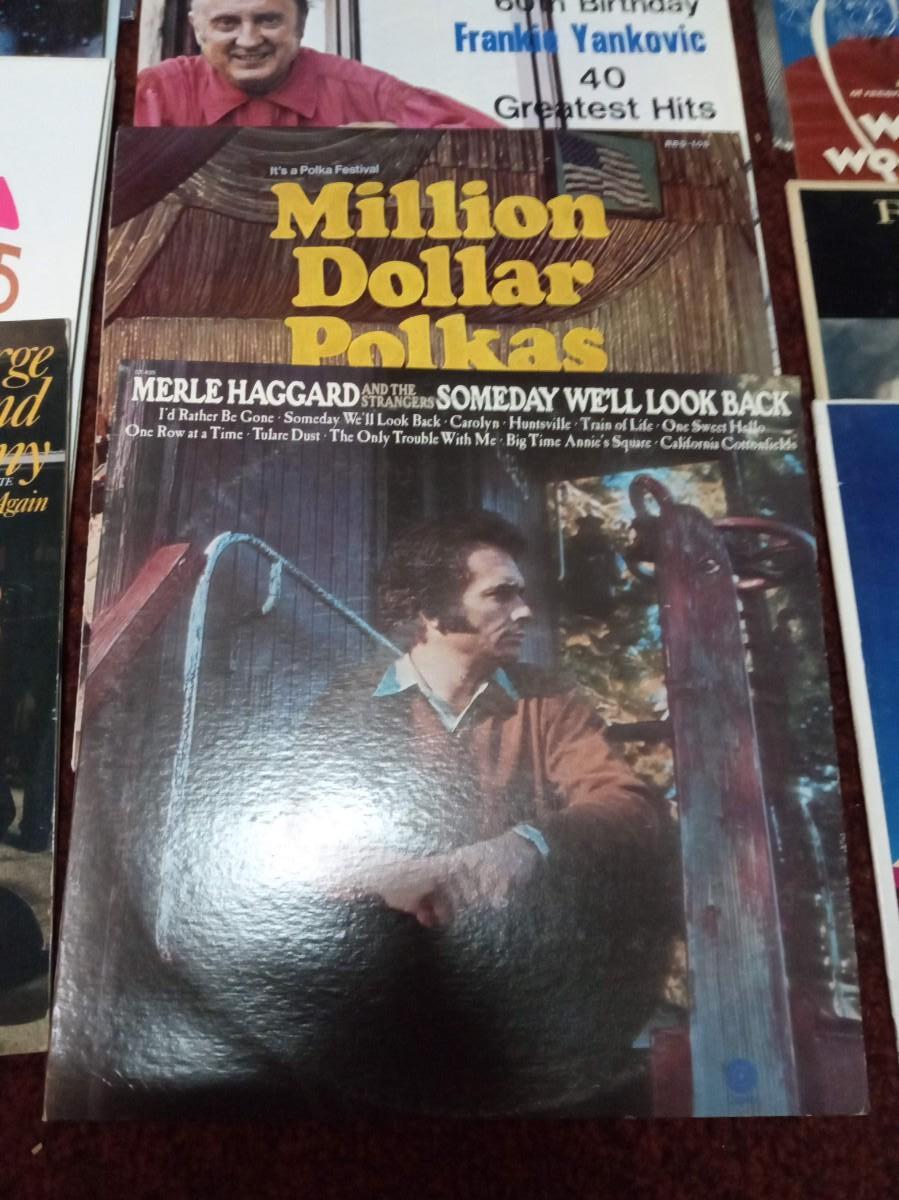 60th Birthday
Frankie Yankovic
40
Greatest Hits
It's a Polka Festival
Million
Dollar
Polkas
MERLE HAGGARD AND THE STRANGERS SOMEDAY WE'LL LOOK BACK
I'd Rather Be Gone · Someday We'll Look Back · Carolyn · Huntsville · Train of Life · One Sweet Hello
One Row at a Time · Tulare Dust · The Only Trouble With Me · Big Time Annie's Square · California Cottonfields
5
rge
nd
ny
Again
W
WO